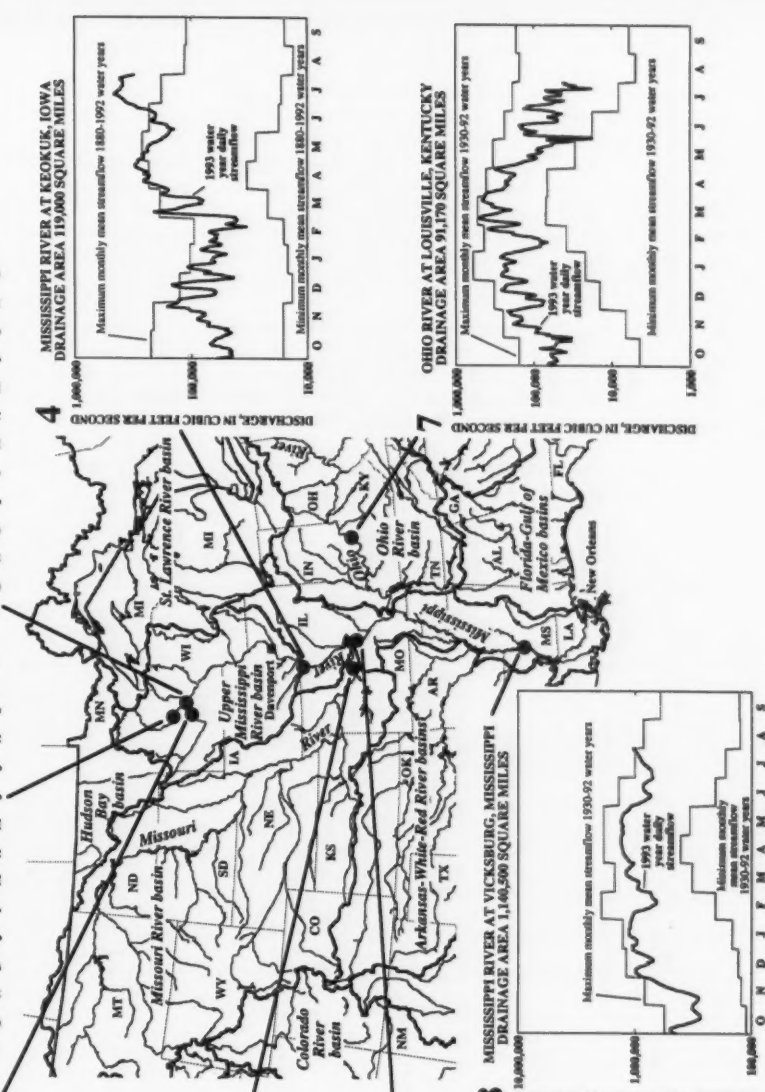 4
MISSISSIPPI RIVER AT KEOKUK, IOWA
DRAINAGE AREA 119,000 SQUARE MILES
DISCHARGE, IN CUBIC FEET PER SECOND
1,000,000
100,000
10,000
Maximum monthly mean streamflow 1880-1992 water years
1993 water
year daily
streamflow
Minimum monthly mean streamflow 1880-1992 water years
O N D J F M A M J J A S
7
OHIO RIVER AT LOUISVILLE, KENTUCKY
DRAINAGE AREA 91,170 SQUARE MILES
DISCHARGE, IN CUBIC FEET PER SECOND
1,000,000
100,000
10,000
1,000
Maximum monthly mean streamflow 1930-92 water years
1993 water
year daily
streamflow
Minimum monthly mean streamflow 1930-92 water years
O N D J F M A M J J A S
Hudson
Bay
basin
MN
MI
St. Lawrence River basin
MT
ND
WI
MI
Missouri River basin
Missouri
SD
Upper
Mississippi
River basin
Davenport
WY
NE
IA
IL
IN
OH
River
River
River
Ohio
Ohio
River
basin
KY
Colorado
River
basin
CO
KS
MO
TN
NM
Arkansas-White-Red River basins
OK
AR
TX
Mississippi
MS
AL
GA
LA
FL
Florida-Gulf of
Mexico basins
New Orleans
8
MISSISSIPPI RIVER AT VICKSBURG, MISSISSIPPI
DRAINAGE AREA 1,140,500 SQUARE MILES
10,000,000
1,000,000
100,000
Maximum monthly mean streamflow 1930-92 water years
1993 water
year daily
streamflow
Minimum monthly
mean streamflow
1930-92 water years
O N D J F M A M J J A S